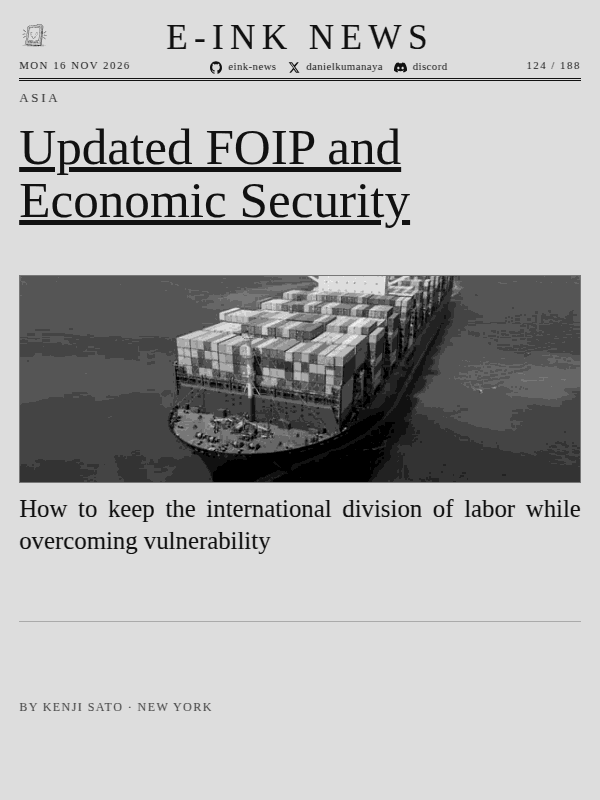 E-INK NEWS
MON 16 NOV 2026
eink-news danielkumanaya discord
124 / 188
ASIA
Updated FOIP and
Economic Security
How to keep the international division of labor while
overcoming vulnerability
BY KENJI SATO · NEW YORK